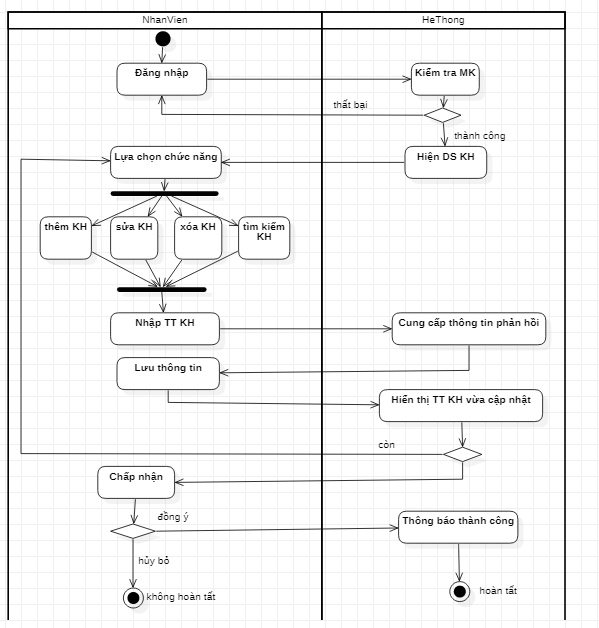 NhanVien
HeThong
Đăng nhập
Kiểm tra MK
thất bại
thành công
Lựa chọn chức năng
Hiện DS KH
thêm KH
sửa KH
xóa KH
tìm kiếm
KH
Nhập TT KH
Cung cấp thông tin phản hồi
Lưu thông tin
Hiển thị TT KH vừa cập nhật
còn
Chấp nhận
đồng ý
Thông báo thành công
hủy bỏ
không hoàn tất
hoàn tất